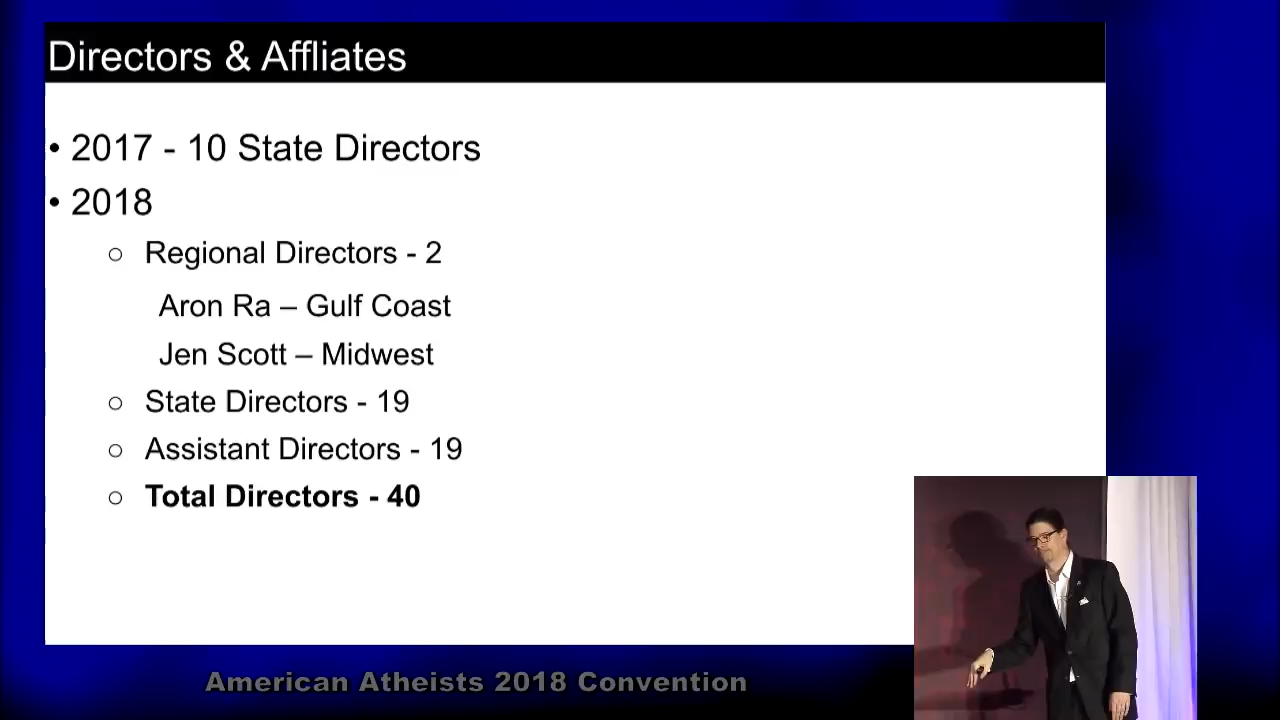 Directors & Affliates
• 2017 - 10 State Directors
• 2018
○ Regional Directors - 2
Aron Ra – Gulf Coast
Jen Scott – Midwest
○ State Directors - 19
○ Assistant Directors - 19
○ Total Directors - 40
American Atheists 2018 Convention